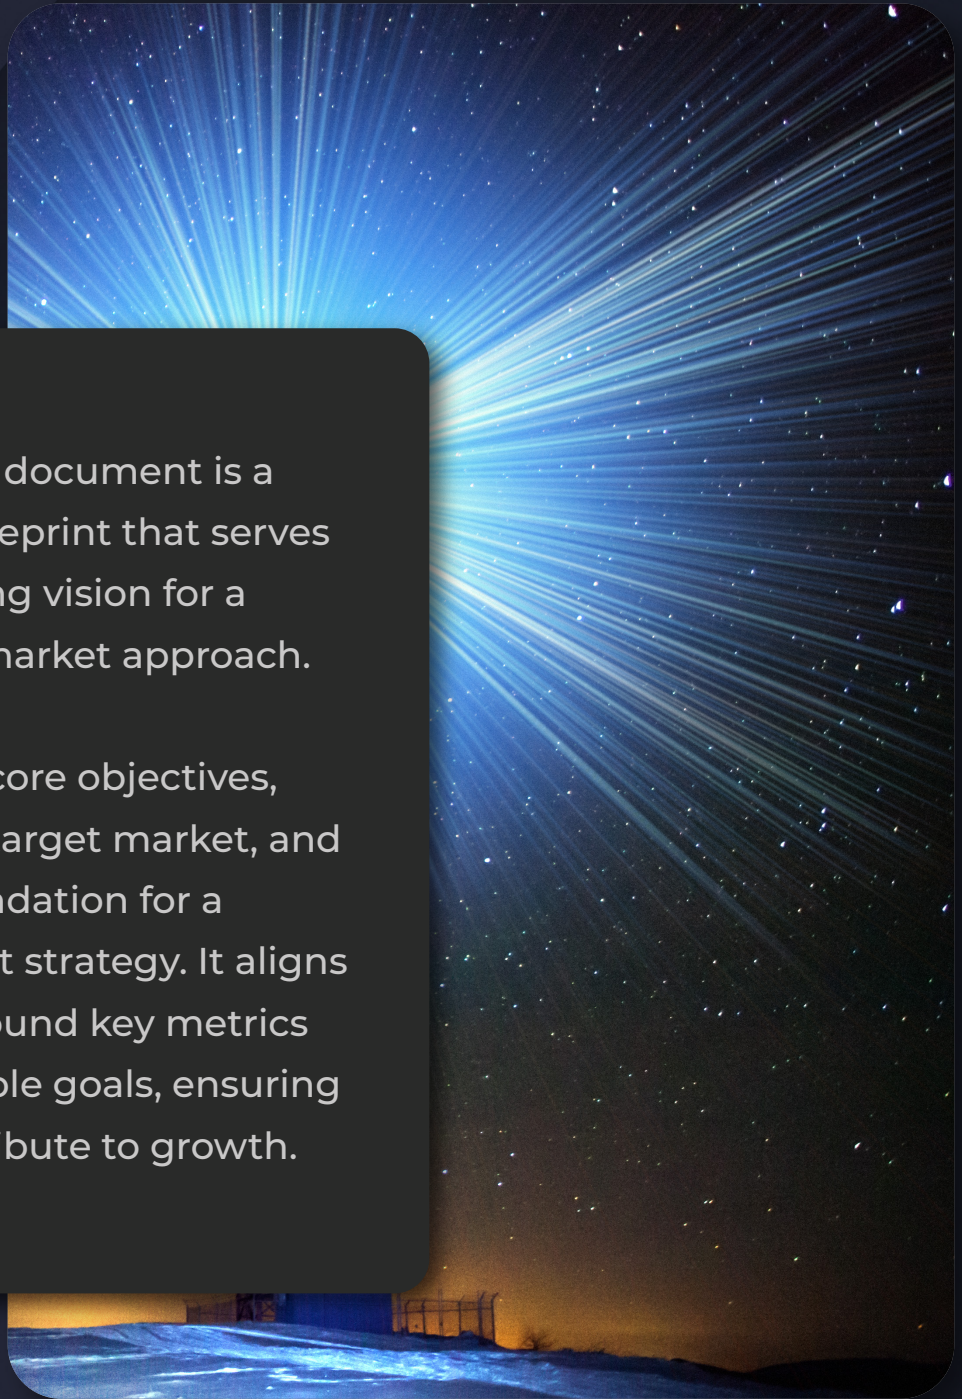 document is a
eprint that serves
ng vision for a
narket approach.
core objectives,
arget market, and
ndation for a
t strategy. It aligns
ound key metrics
ble goals, ensuring
ibute to growth.